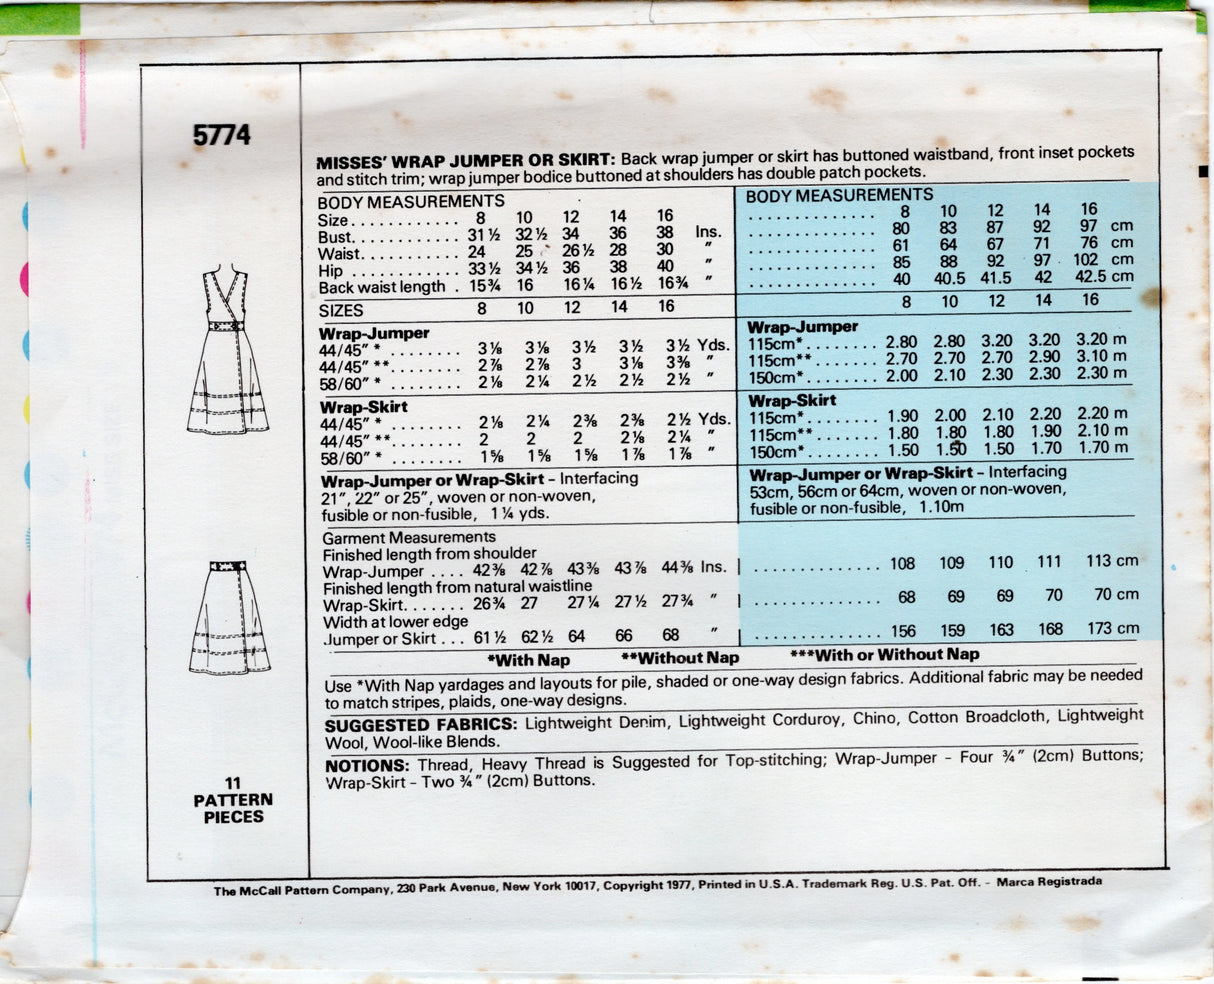 5774
MISSES' WRAP JUMPER OR SKIRT: Back wrap jumper or skirt has buttoned waistband, front inset pockets
and stitch trim; wrap jumper bodice buttoned at shoulders has double patch pockets.
BODY MEASUREMENTS BODY MEASUREMENTS
Size. . . . . . . . . . . 8 10 12 14 16 . . . . . . . . . . . . . . 8 10 12 14 16
Bust. . . . . . . . . . . 31 ½ 32 ½ 34 36 38 Ins. . . . . . . . . . . . . . . 80 83 87 92 97 cm
Waist. . . . . . . . . . 24 25 26 ½ 28 30 " . . . . . . . . . . . . . . 61 64 67 71 76 cm
Hip . . . . . . . . . . . 33 ½ 34 ½ 36 38 40 " . . . . . . . . . . . . . . 85 88 92 97 102 cm
Back waist length . 15¾ 16 16¼ 16½ 16¾ " . . . . . . . . . . . . . . 40 40.5 41.5 42 42.5 cm
SIZES 8 10 12 14 16 8 10 12 14 16
Wrap-Jumper Wrap-Jumper
44/45" * . . . . . . . . 3⅛ 3⅛ 3½ 3½ 3½ Yds. 115cm*. . . . . . . . 2.80 2.80 3.20 3.20 3.20 m
44/45" **. . . . . . . . 2⅞ 2⅞ 3 3⅛ 3⅜ " 115cm**. . . . . . . 2.70 2.70 2.70 2.90 3.10 m
58/60" * . . . . . . . . 2⅛ 2¼ 2½ 2½ 2½ " 150cm*. . . . . . . . 2.00 2.10 2.30 2.30 2.30 m
Wrap-Skirt Wrap-Skirt
44/45" * . . . . . . . . 2⅛ 2¼ 2⅜ 2⅜ 2½ Yds. 115cm*. . . . . . . . 1.90 2.00 2.10 2.20 2.20 m
44/45" **. . . . . . . . 2 2 2 2⅛ 2¼ " 115cm** . . . . . . . 1.80 1.80 1.80 1.90 2.10 m
58/60" * . . . . . . . . 1⅝ 1⅝ 1⅝ 1⅞ 1⅞ " 150cm*. . . . . . . . 1.50 1.50 1.50 1.70 1.70 m
Wrap-Jumper or Wrap-Skirt – Interfacing Wrap-Jumper or Wrap-Skirt – Interfacing
21", 22" or 25", woven or non-woven, 53cm, 56cm or 64cm, woven or non-woven,
fusible or non-fusible, 1¼ yds. fusible or non-fusible, 1.10m
Garment Measurements
Finished length from shoulder
Wrap-Jumper . . . . 42⅜ 42⅞ 43⅜ 43⅞ 44⅜ Ins. . . . . . . . . . . . . . . 108 109 110 111 113 cm
Finished length from natural waistline
Wrap-Skirt. . . . . . . 26¾ 27 27¼ 27½ 27¾ " . . . . . . . . . . . . . . 68 69 69 70 70 cm
Width at lower edge
Jumper or Skirt . . . 61½ 62½ 64 66 68 " . . . . . . . . . . . . . . 156 159 163 168 173 cm
*With Nap **Without Nap ***With or Without Nap
Use *With Nap yardages and layouts for pile, shaded or one-way design fabrics. Additional fabric may be needed
to match stripes, plaids, one-way designs.
SUGGESTED FABRICS: Lightweight Denim, Lightweight Corduroy, Chino, Cotton Broadcloth, Lightweight
Wool, Wool-like Blends.
NOTIONS: Thread, Heavy Thread is Suggested for Top-stitching; Wrap-Jumper – Four ¾" (2cm) Buttons;
Wrap-Skirt – Two ¾" (2cm) Buttons.
11
PATTERN
PIECES
The McCall Pattern Company, 230 Park Avenue, New York 10017, Copyright 1977, Printed in U.S.A. Trademark Reg. U.S. Pat. Off. - Marca Registrada